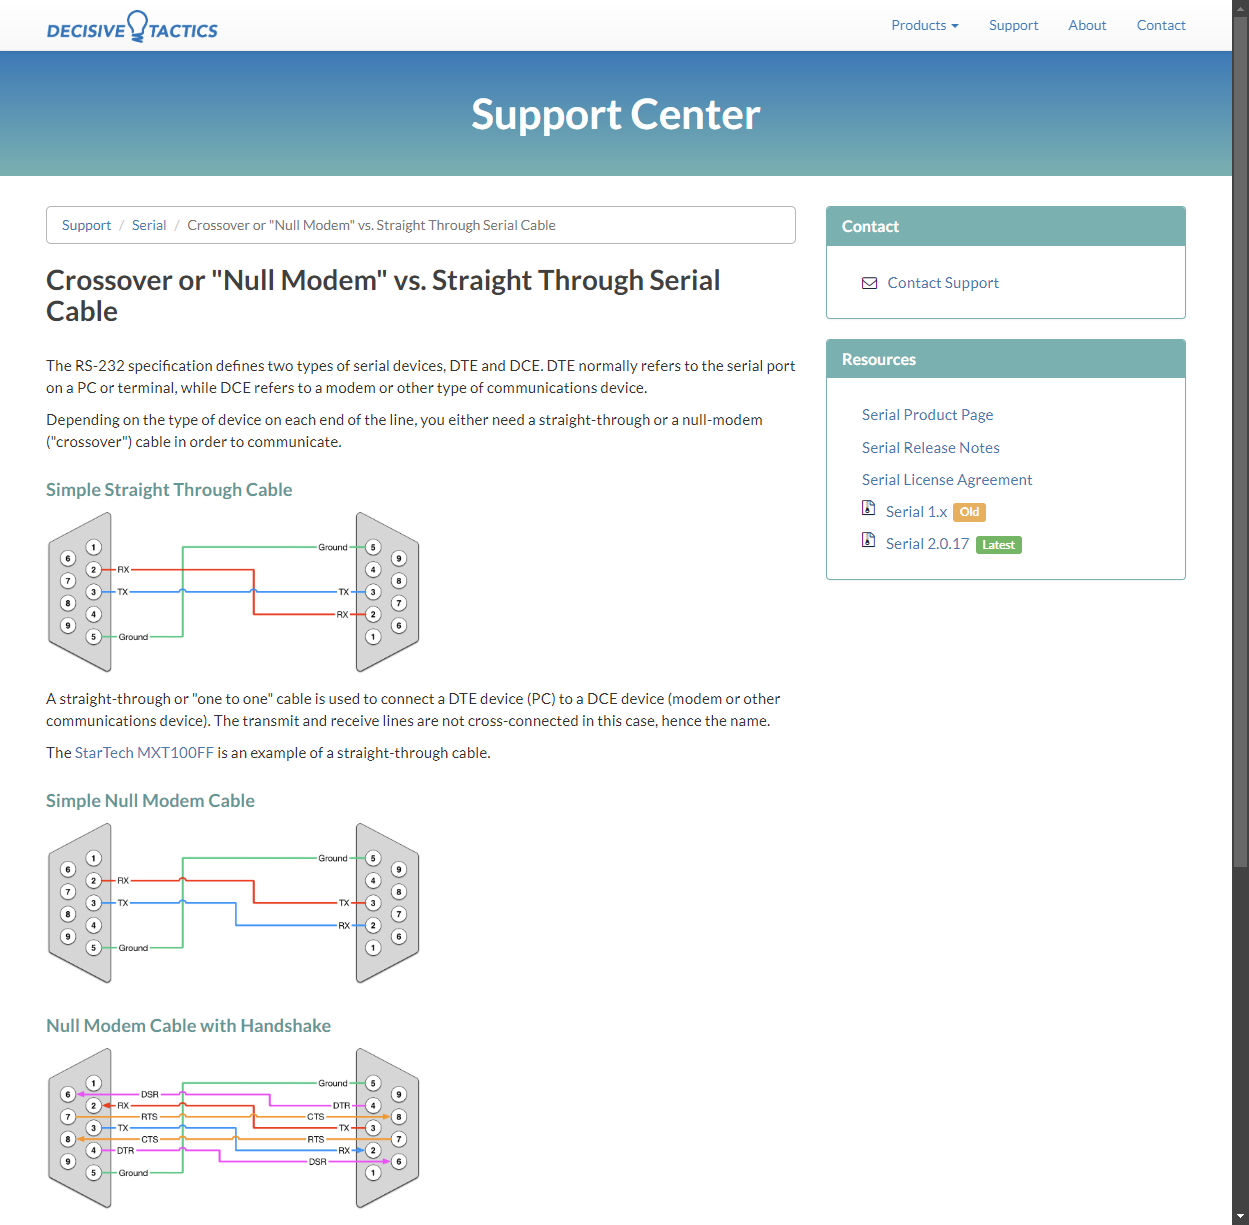 DECISIVE TACTICS
Products
Support
About
Contact
Support Center
Support / Serial / Crossover or "Null Modem" vs. Straight Through Serial Cable
Crossover or "Null Modem" vs. Straight Through Serial
Cable
The RS-232 specification defines two types of serial devices, DTE and DCE. DTE normally refers to the serial port
on a PC or terminal, while DCE refers to a modem or other type of communications device.
Depending on the type of device on each end of the line, you either need a straight-through or a null-modem
("crossover") cable in order to communicate.
Simple Straight Through Cable
1 Ground 5
6 9
2 RX 4
7 8
3 TX TX 3
8 7
4 RX 2
9 6
5 Ground 1
A straight-through or "one to one" cable is used to connect a DTE device (PC) to a DCE device (modem or other
communications device). The transmit and receive lines are not cross-connected in this case, hence the name.
The StarTech MXT100FF is an example of a straight-through cable.
Simple Null Modem Cable
1 Ground 5
6 9
2 RX 4
7 8
3 TX TX 3
8 7
4 RX 2
9 6
5 Ground 1
Null Modem Cable with Handshake
1 Ground 5
6 DSR 9
2 RX DTR 4
7 RTS CTS 8
3 TX TX 3
8 CTS RTS 7
4 DTR RX 2
9 DSR 6
5 Ground 1
Contact
Contact Support
Resources
Serial Product Page
Serial Release Notes
Serial License Agreement
Serial 1.x Old
Serial 2.0.17 Latest